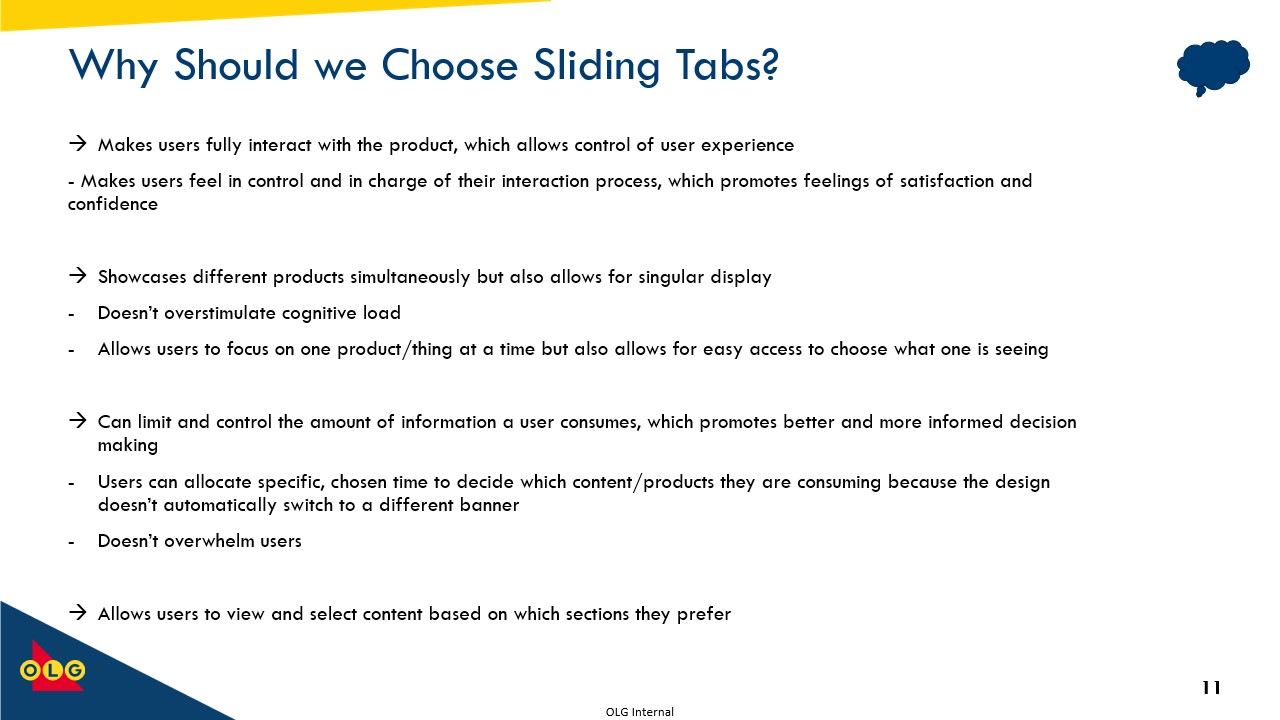 Why Should we Choose Sliding Tabs?
→ Makes users fully interact with the product, which allows control of user experience
- Makes users feel in control and in charge of their interaction process, which promotes feelings of satisfaction and
confidence
→ Showcases different products simultaneously but also allows for singular display
- Doesn’t overstimulate cognitive load
- Allows users to focus on one product/thing at a time but also allows for easy access to choose what one is seeing
→ Can limit and control the amount of information a user consumes, which promotes better and more informed decision
making
- Users can allocate specific, chosen time to decide which content/products they are consuming because the design
doesn’t automatically switch to a different banner
- Doesn’t overwhelm users
→ Allows users to view and select content based on which sections they prefer
OLG
11
OLG Internal